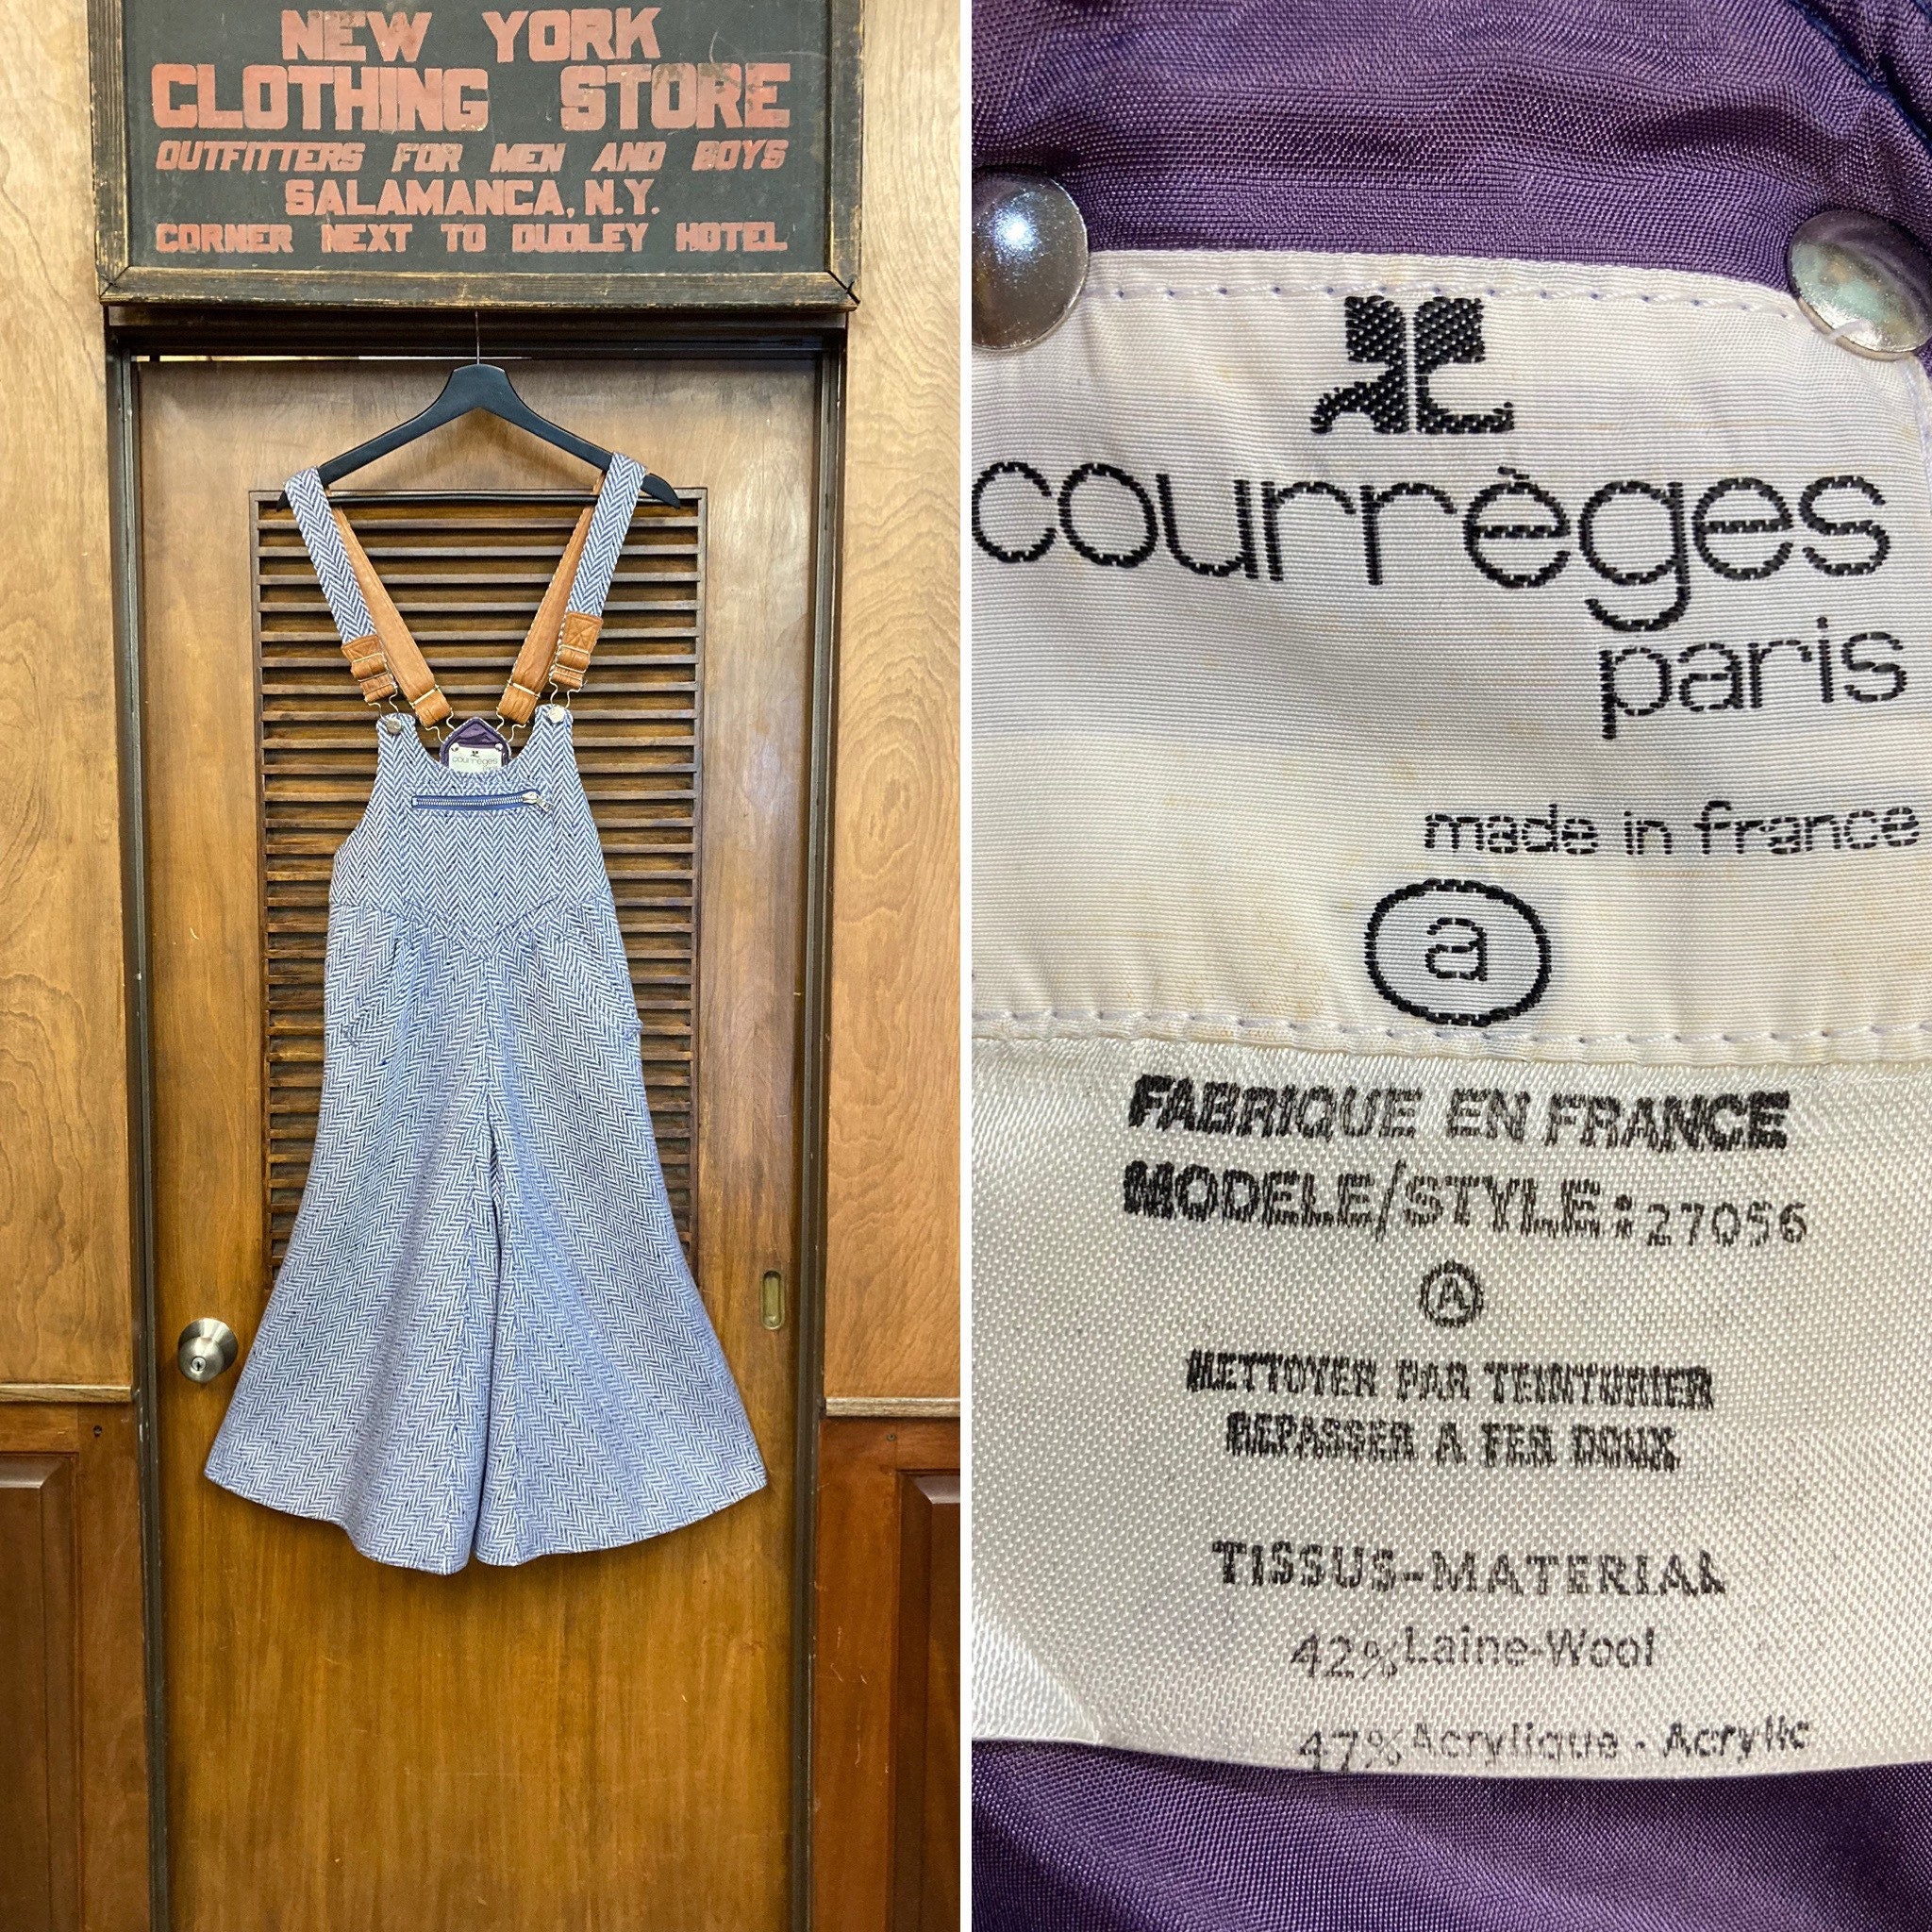 NEW YORK
CLOTHING STORE
OUTFITTERS FOR MEN AND BOYS
SALAMANCA, N.Y.
CORNER NEXT TO DUDLEY HOTEL
courrèges
courrèges
paris
made in france
a
FABRIQUE EN FRANCE
MODELE/STYLE: 27056
A
NETTOYER PAR TEINTURIER
REPASSER A FER DOUX
TISSUS-MATERIAL
42% Laine-Wool
47% Acrylique - Acrylic